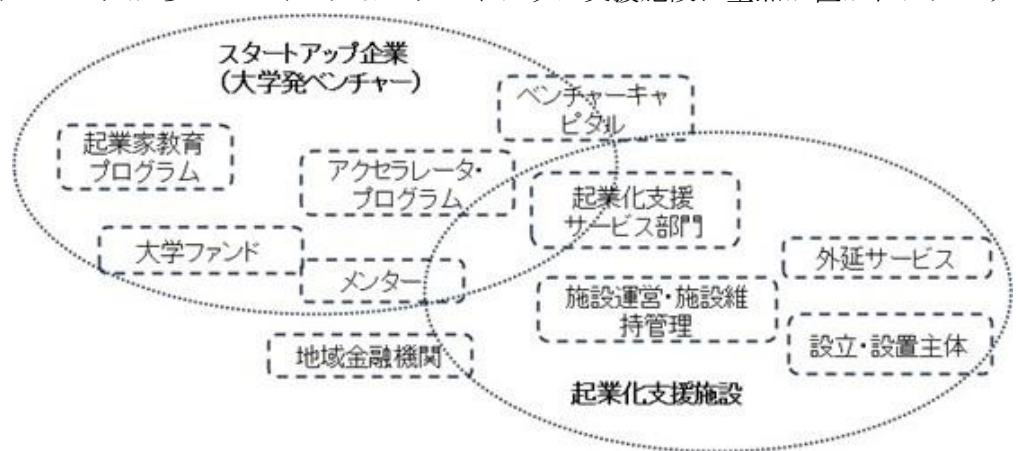 スタートアップ企業
（大学発ベンチャー）
ベンチャーキャ
ピタル
起業家教育
プログラム
アクセラレータ・
プログラム
起業化支援
サービス部門
大学ファンド
外延サービス
メンター
施設運営・施設維
持管理
設立・設置主体
地域金融機関
起業化支援施設